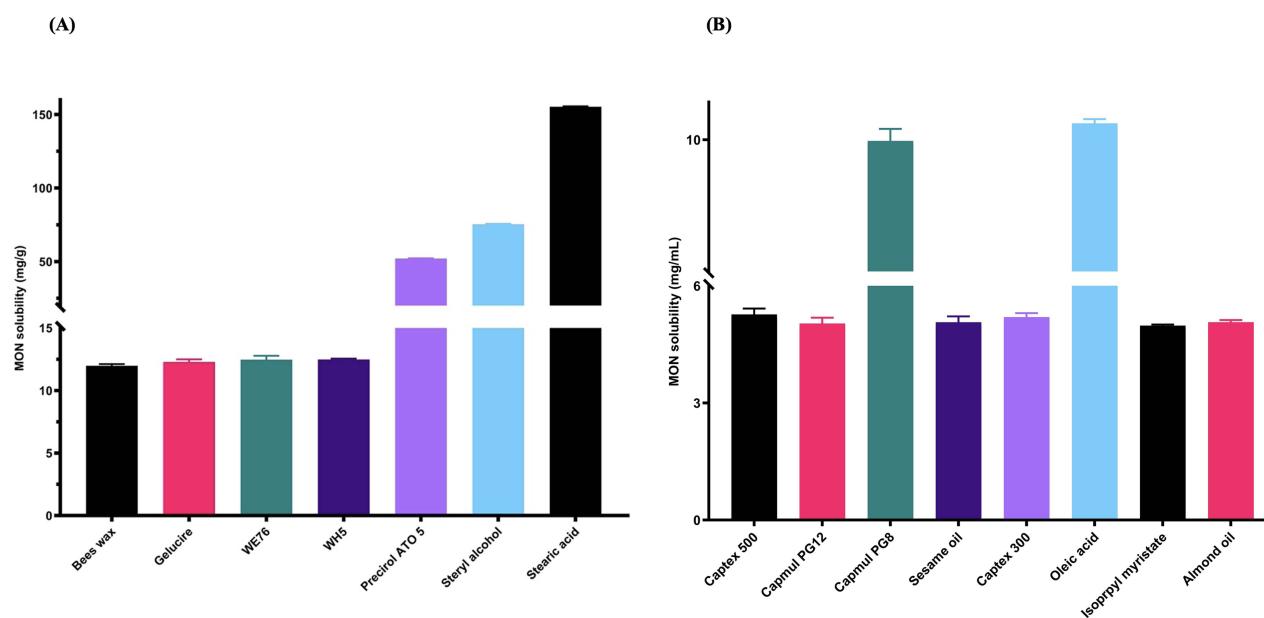 (A)
MON solubility (mg/g)
150
100
50
15
10
5
0
Bees wax
Gelucire
WE76
WH5
Precirol ATO 5
Steryl alcohol
Stearic acid
(B)
MON solubility (mg/mL)
10
6
3
0
Captex 500
Capmul PG12
Capmul PG8
Sesame oil
Captex 300
Oleic acid
Isoprpyl myristate
Almond oil